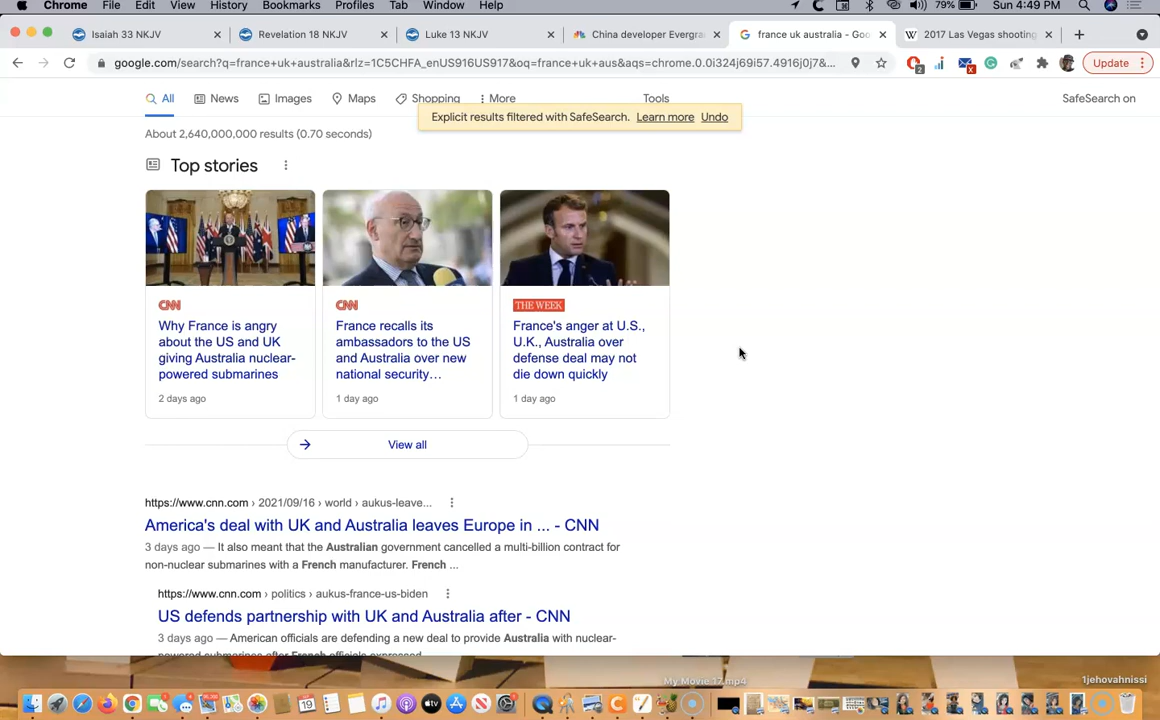 Chrome File Edit View History Bookmarks Profiles Tab Window Help 79% Sun 4:49 PM
Isaiah 33 NKJV Revelation 18 NKJV Luke 13 NKJV China developer Evergra france uk australia - Goo 2017 Las Vegas shooting
google.com/search?q=france+uk+australia&rlz=1C5CHFA_enUS916US917&oq=france+uk+aus&aqs=chrome.0.0i324j69i57.4916j0j7&... Update
All News Images Maps Shopping More Tools SafeSearch on
Explicit results filtered with SafeSearch. Learn more Undo
About 2,640,000,000 results (0.70 seconds)
Top stories
CNN
Why France is angry
about the US and UK
giving Australia nuclear-
powered submarines
2 days ago
CNN
France recalls its
ambassadors to the US
and Australia over new
national security…
1 day ago
THE WEEK
France's anger at U.S.,
U.K., Australia over
defense deal may not
die down quickly
1 day ago
View all
https://www.cnn.com › 2021/09/16 › world › aukus-leave...
America's deal with UK and Australia leaves Europe in ... - CNN
3 days ago — It also meant that the Australian government cancelled a multi-billion contract for
non-nuclear submarines with a French manufacturer. French ...
https://www.cnn.com › politics › aukus-france-us-biden
US defends partnership with UK and Australia after - CNN
3 days ago — American officials are defending a new deal to provide Australia with nuclear-
powered submarines after French officials expressed
My Movie 17.mp4 1jehovahnissi
19